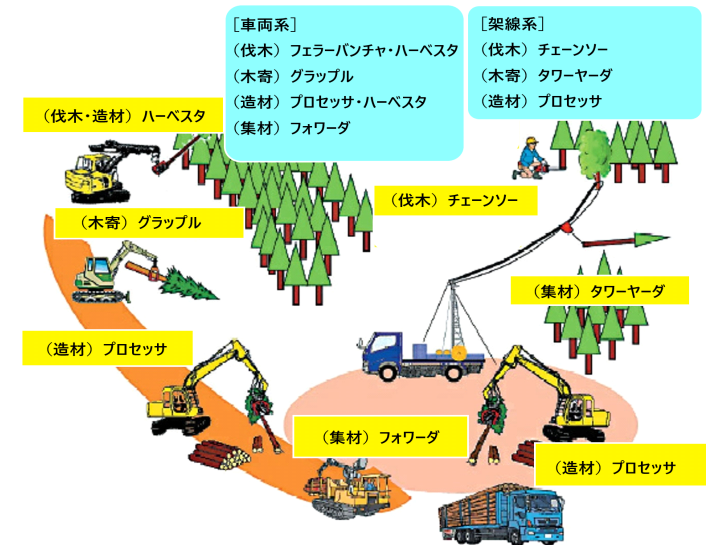 ［車両系］
（伐木）フェラーバンチャ・ハーベスタ
（木寄）グラップル
（造材）プロセッサ・ハーベスタ
（集材）フォワーダ
［架線系］
（伐木）チェーンソー
（木寄）タワーヤーダ
（造材）プロセッサ
（伐木・造材）ハーベスタ
（伐木）チェーンソー
（木寄）グラップル
（集材）タワーヤーダ
（造材）プロセッサ
（集材）フォワーダ
（造材）プロセッサ